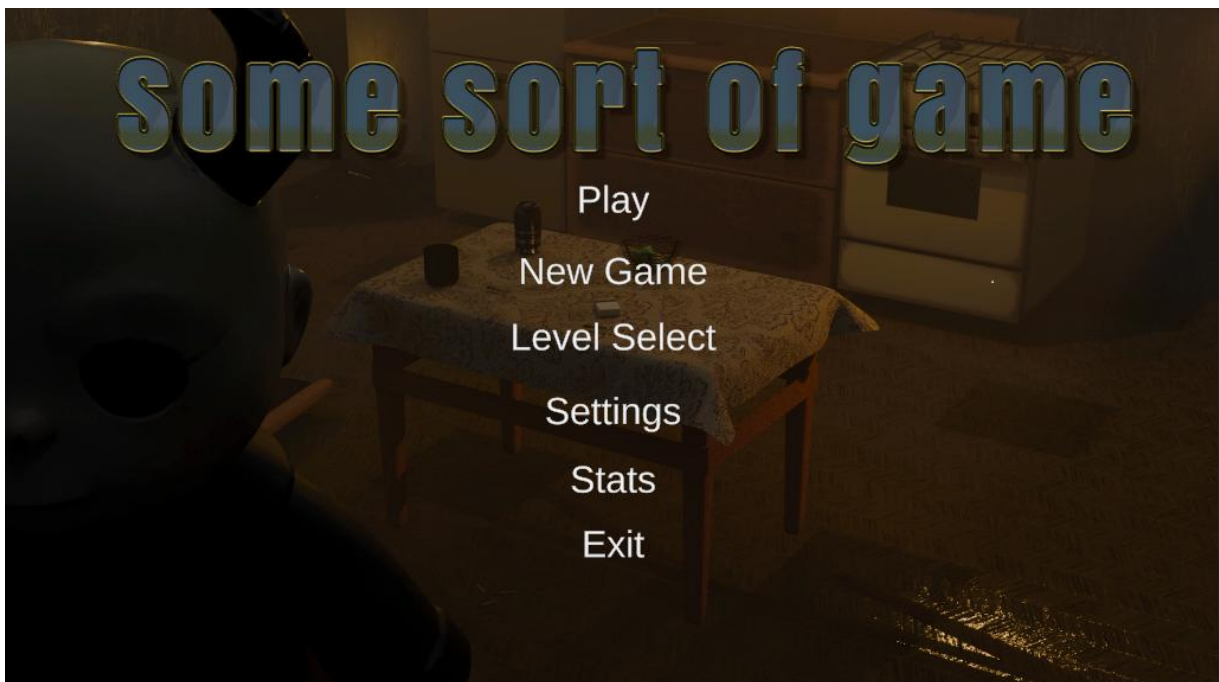 some sort of game
Play
New Game
Level Select
Settings
Stats
Exit